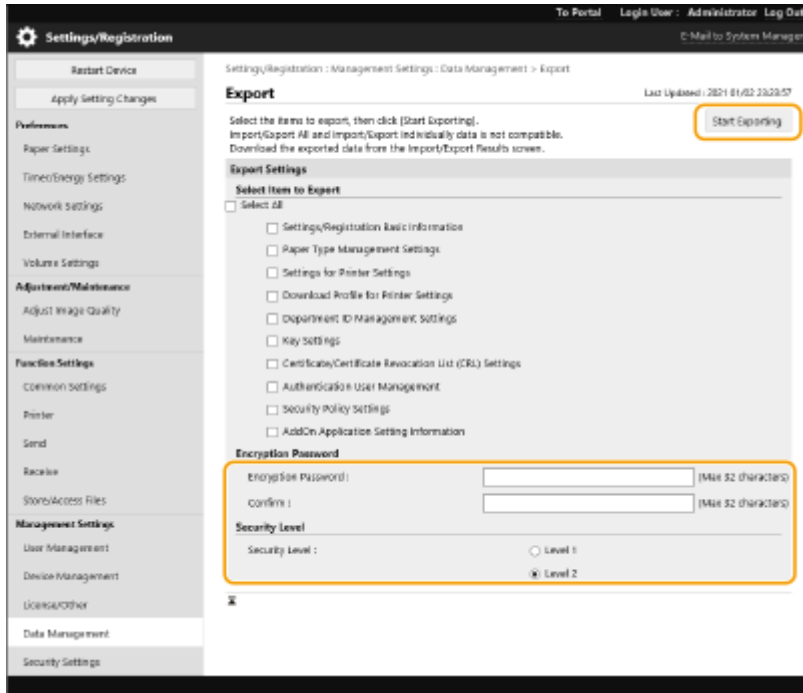 To Portal Login User : Administrator Log Out
Settings/Registration
E-Mail to System Manager
Restart Device
Apply Setting Changes
Preferences
Paper Settings
Timer/Energy Settings
Network Settings
External Interface
Volume Settings
Adjustment/Maintenance
Adjust Image Quality
Maintenance
Function Settings
Common Settings
Printer
Send
Receive
Store/Access Files
Management Settings
User Management
Device Management
License/Other
Data Management
Security Settings
Settings/Registration : Management Settings : Data Management > Export
Export
Last Updated : 2021 01/02 23:23:57
Select the items to export, then click [Start Exporting].
Import/Export All and Import/Export Individually data is not compatible.
Download the exported data from the Import/Export Results screen.
Start Exporting
Export Settings
Select Item to Export
Select All
Settings/Registration Basic Information
Paper Type Management Settings
Settings for Printer Settings
Download Profile for Printer Settings
Department ID Management Settings
Key Settings
Certificate/Certificate Revocation List (CRL) Settings
Authentication User Management
Security Policy Settings
AddOn Application Setting Information
Encryption Password
Encryption Password : (Max 32 characters)
Confirm : (Max 32 characters)
Security Level
Security Level : Level 1
Level 2